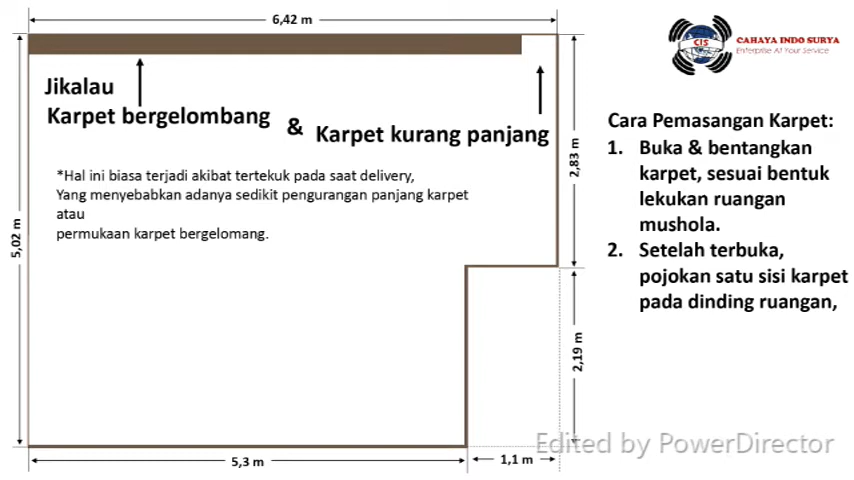 6,42 m
CIS
CAHAYA INDO SURYA
Enterprise At Your Service
Jikalau
Karpet bergelombang
&
Karpet kurang panjang
*Hal ini biasa terjadi akibat tertekuk pada saat delivery,
Yang menyebabkan adanya sedikit pengurangan panjang karpet
atau
permukaan karpet bergelomang.
5,02 m
2,83 m
2,19 m
5,3 m
1,1 m
Cara Pemasangan Karpet:
1. Buka & bentangkan
karpet, sesuai bentuk
lekukan ruangan
mushola.
2. Setelah terbuka,
pojokan satu sisi karpet
pada dinding ruangan,
Edited by PowerDirector